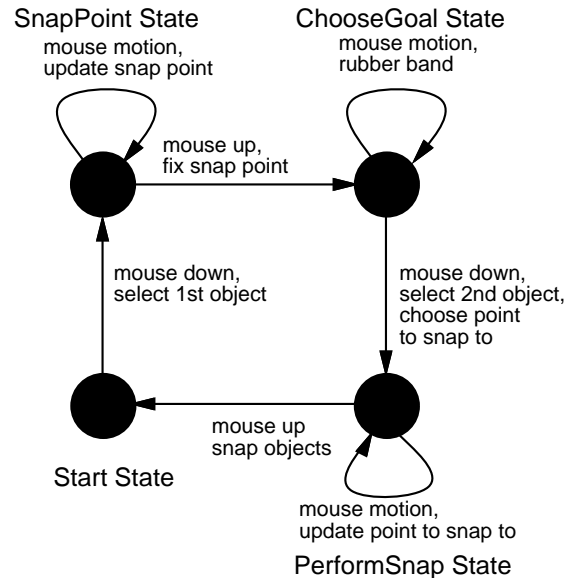 SnapPoint State
mouse motion,
update snap point
ChooseGoal State
mouse motion,
rubber band
mouse up,
fix snap point
mouse down,
select 1st object
mouse down,
select 2nd object,
choose point
to snap to
mouse up
snap objects
Start State
mouse motion,
update point to snap to
PerformSnap State